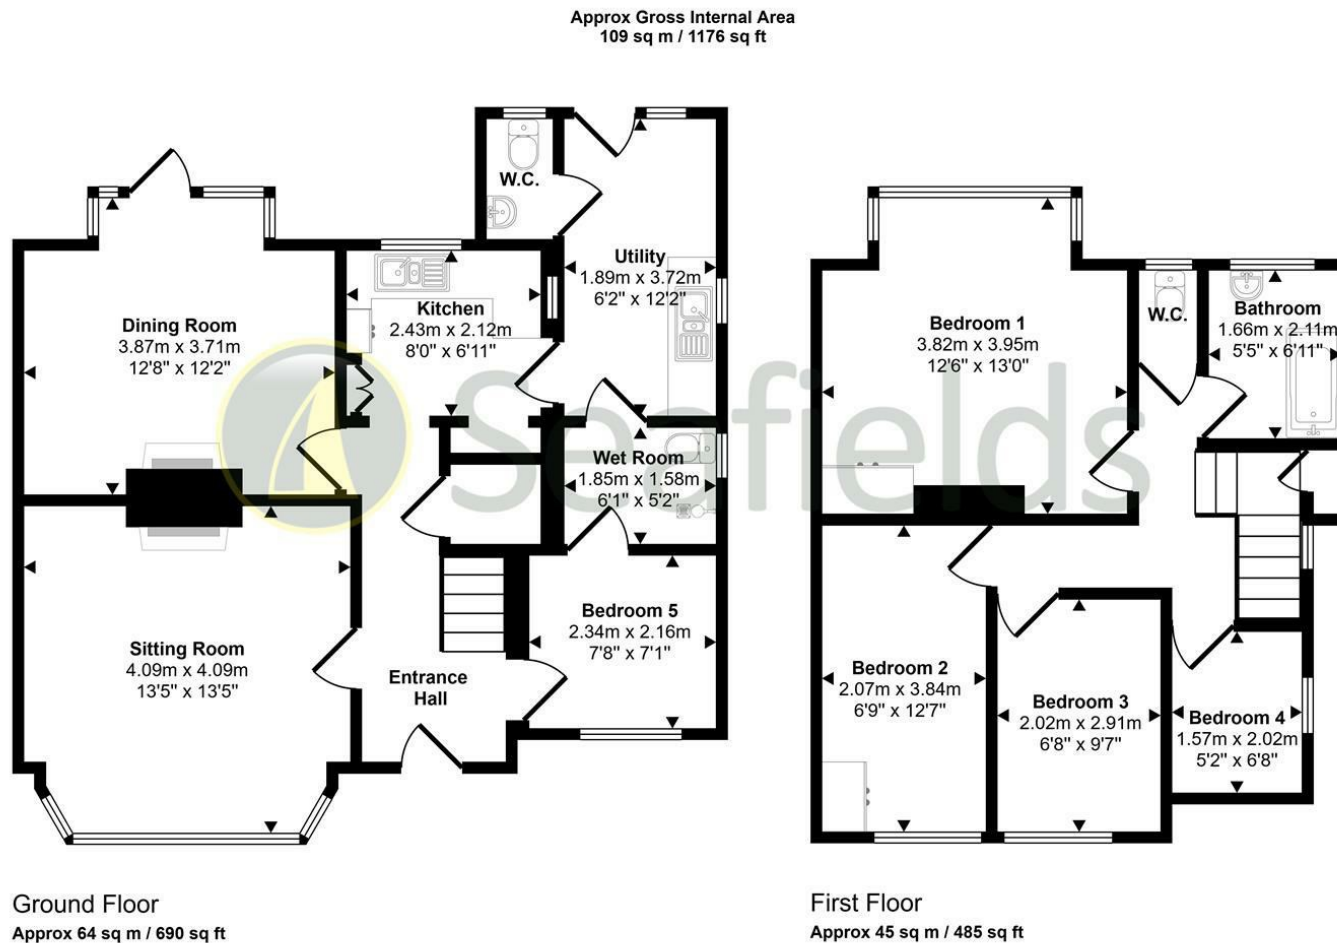 Approx Gross Internal Area
109 sq m / 1176 sq ft
W.C.
Utility
1.89m x 3.72m
6'2" x 12'2"
Kitchen
2.43m x 2.12m
8'0" x 6'11"
Dining Room
3.87m x 3.71m
12'8" x 12'2"
Wet Room
1.85m x 1.58m
6'1" x 5'2"
Bedroom 5
2.34m x 2.16m
7'8" x 7'1"
Sitting Room
4.09m x 4.09m
13'5" x 13'5"
Entrance
Hall
Seafields
Bedroom 1
3.82m x 3.95m
12'6" x 13'0"
W.C.
Bathroom
1.66m x 2.11m
5'5" x 6'11"
Bedroom 2
2.07m x 3.84m
6'9" x 12'7"
Bedroom 3
2.02m x 2.91m
6'8" x 9'7"
Bedroom 4
1.57m x 2.02m
5'2" x 6'8"
Ground Floor
Approx 64 sq m / 690 sq ft
First Floor
Approx 45 sq m / 485 sq ft